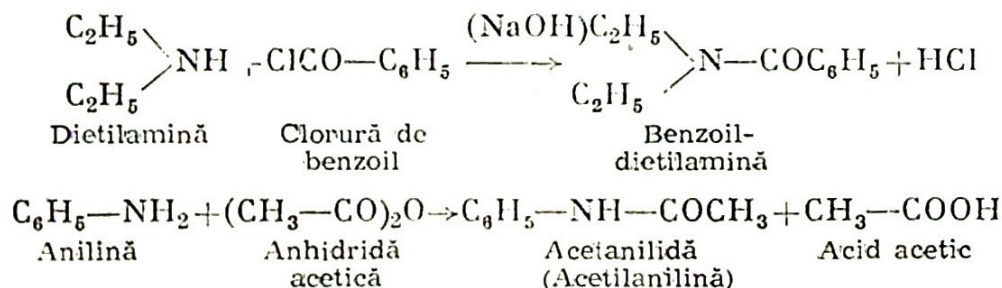 C₂H₅ (NaOH)C₂H₅
NH + ClCO—C₆H₅ ⟶ N—COC₆H₅+HCl
C₂H₅ C₂H₅
Dietilamină Clorură de Benzoil-
benzoil dietilamină
C₆H₅—NH₂+(CH₃—CO)₂O→C₆H₅—NH—COCH₃+CH₃—COOH
Anilină Anhidridă Acetanilidă Acid acetic
acetică (Acetilanilină)